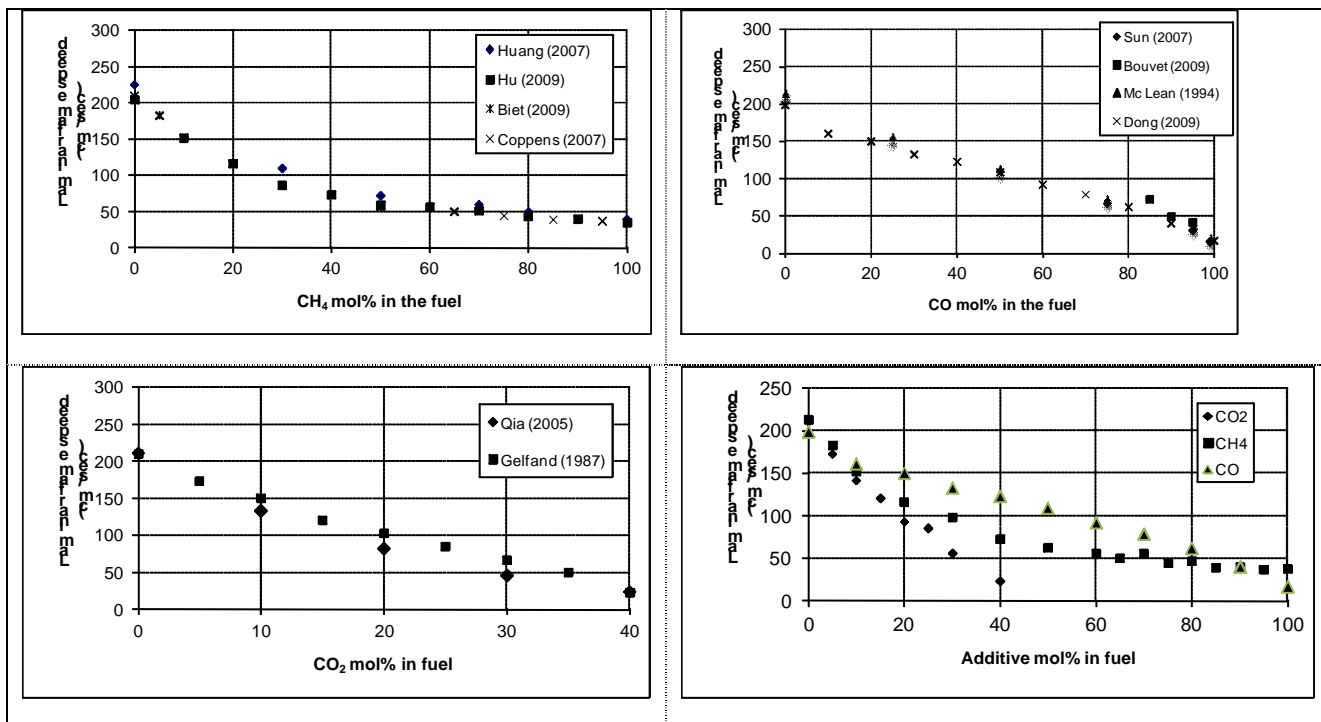 Laminar flame speed
(cm/sec)
300
250
200
150
100
50
0
Huang (2007)
Hu (2009)
Biet (2009)
Coppens (2007)
0 20 40 60 80 100
CH₄ mol% in the fuel
Laminar flame speed
(cm/sec)
300
250
200
150
100
50
0
Sun (2007)
Bouvet (2009)
Mc Lean (1994)
Dong (2009)
0 20 40 60 80 100
CO mol% in the fuel
Laminar flame speed
(cm/sec)
300
250
200
150
100
50
0
Qia (2005)
Gelfand (1987)
0 10 20 30 40
CO₂ mol% in fuel
Laminar flame speed
(cm/sec)
250
200
150
100
50
0
CO2
CH4
CO
0 20 40 60 80 100
Additive mol% in fuel